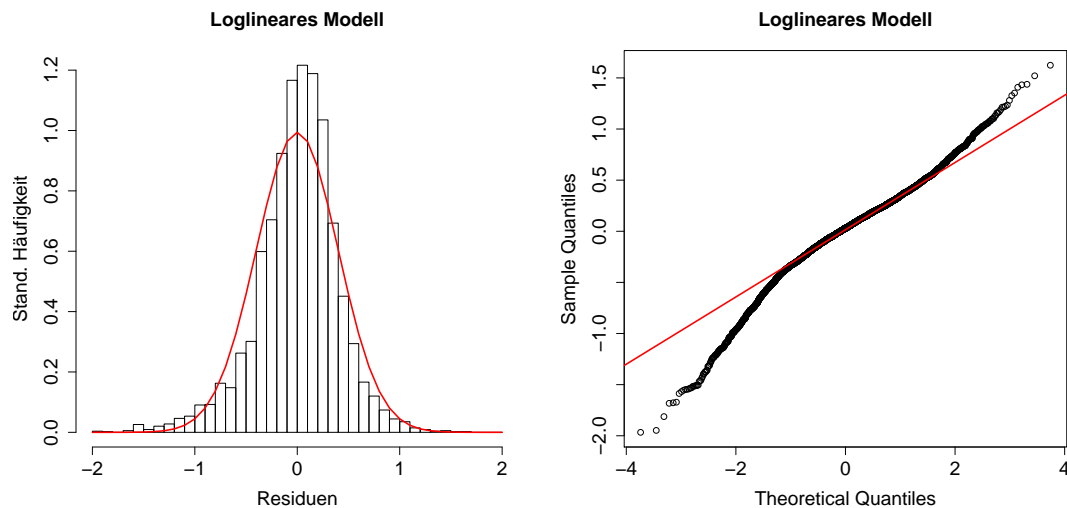 Loglineares Modell
Stand. Häufigkeit
0.0 0.2 0.4 0.6 0.8 1.0 1.2
−2 −1 0 1 2
Residuen
Loglineares Modell
Sample Quantiles
−2.0 −1.0 0.0 0.5 1.0 1.5
−4 −2 0 2 4
Theoretical Quantiles